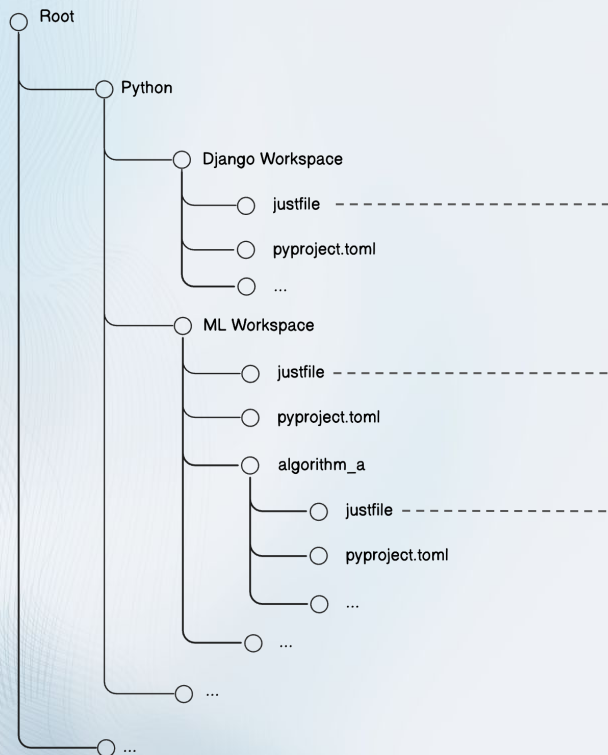 Root
Python
Django Workspace
justfile
pyproject.toml
...
ML Workspace
justfile
pyproject.toml
algorithm_a
justfile
pyproject.toml
...
...
...
...